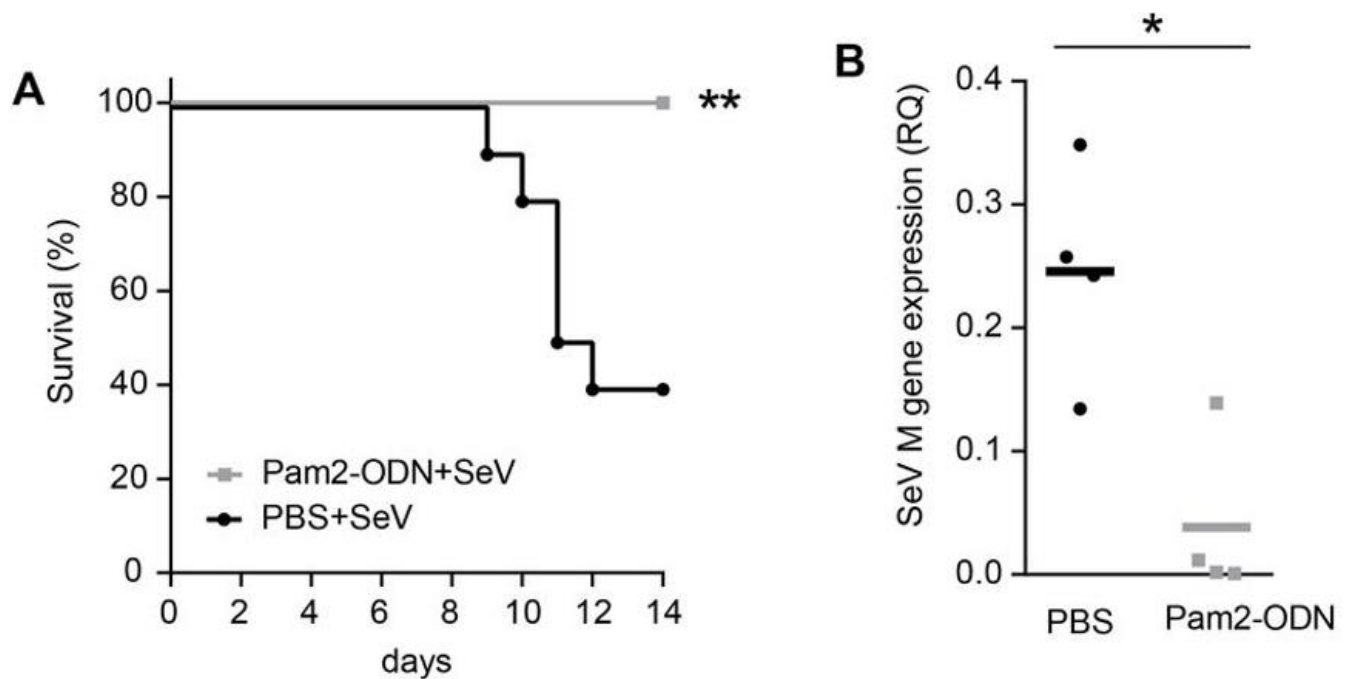 A
Survival (%)
100
80
60
40
20
0
**
Pam2-ODN+SeV
PBS+SeV
0 2 4 6 8 10 12 14
days
B
*
SeV M gene expression (RQ)
0.4
0.3
0.2
0.1
0.0
PBS Pam2-ODN